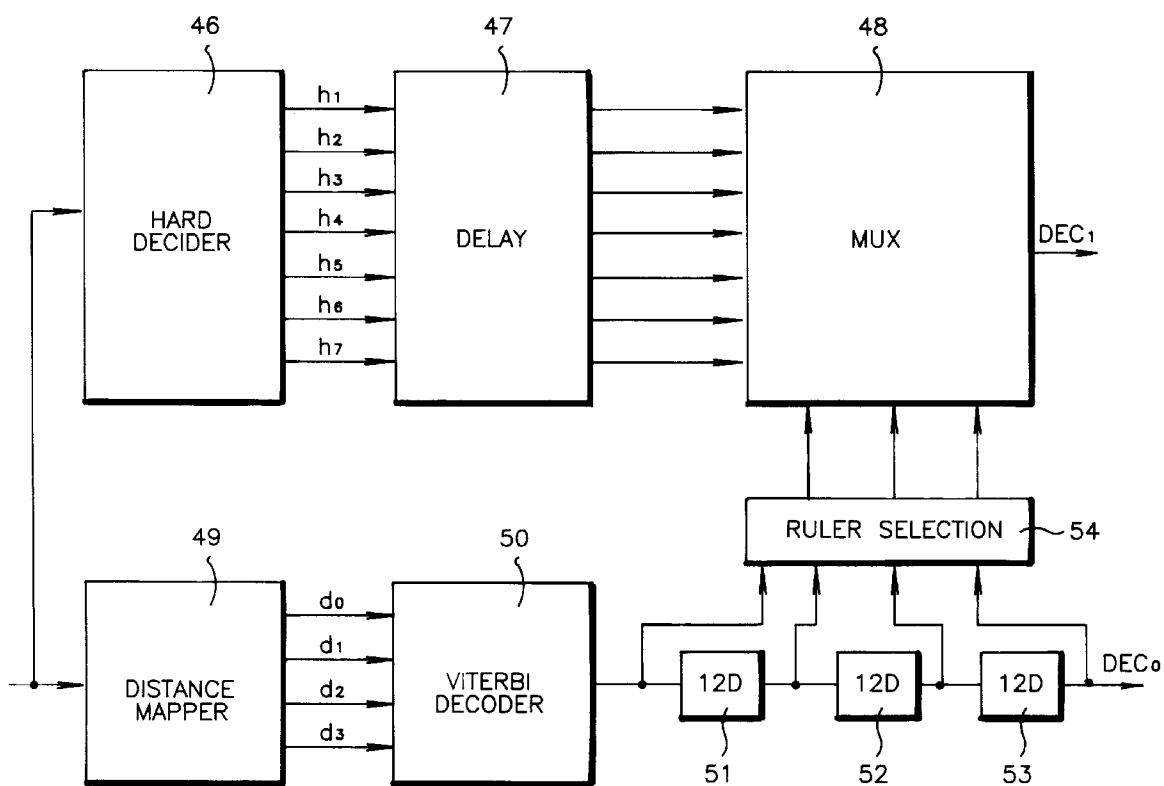 46
47
48
h1
h2
h3
h4
h5
h6
h7
HARD
DECIDER
DELAY
MUX
DEC1
RULER SELECTION
54
49
50
d0
d1
d2
d3
DISTANCE
MAPPER
VITERBI
DECODER
12D
12D
12D
DEC0
51
52
53